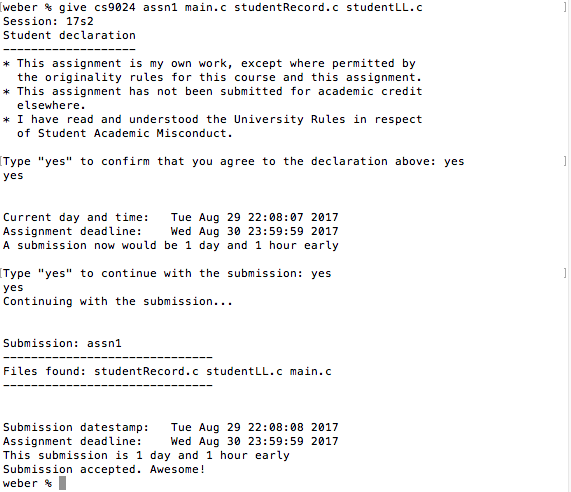 weber % give cs9024 assn1 main.c studentRecord.c studentLL.c
Session: 17s2
Student declaration
-------------------
* This assignment is my own work, except where permitted by
  the originality rules for this course and this assignment.
* This assignment has not been submitted for academic credit
  elsewhere.
* I have read and understood the University Rules in respect
  of Student Academic Misconduct.
[Type "yes" to confirm that you agree to the declaration above: yes ]
yes
Current day and time:   Tue Aug 29 22:08:07 2017
Assignment deadline:    Wed Aug 30 23:59:59 2017
A submission now would be 1 day and 1 hour early
[Type "yes" to continue with the submission: yes ]
yes
Continuing with the submission...
Submission: assn1
------------------------------
Files found: studentRecord.c studentLL.c main.c
------------------------------
Submission datestamp:   Tue Aug 29 22:08:08 2017
Assignment deadline:    Wed Aug 30 23:59:59 2017
This submission is 1 day and 1 hour early
Submission accepted. Awesome!
weber %